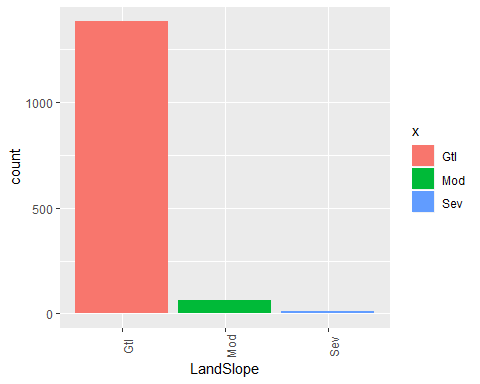 count
1000
500
0
Gtl
Mod
Sev
LandSlope
x
Gtl
Mod
Sev